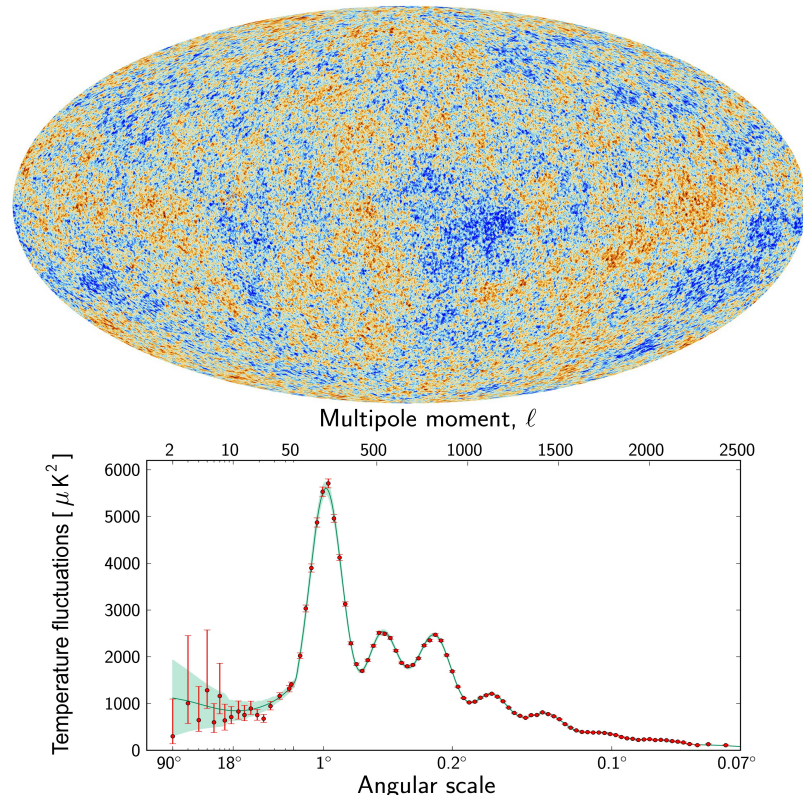 Multipole moment, ℓ
2 10 50 500 1000 1500 2000 2500
Temperature fluctuations [ μ K² ]
6000
5000
4000
3000
2000
1000
0
90° 18° 1° 0.2° 0.1° 0.07°
Angular scale